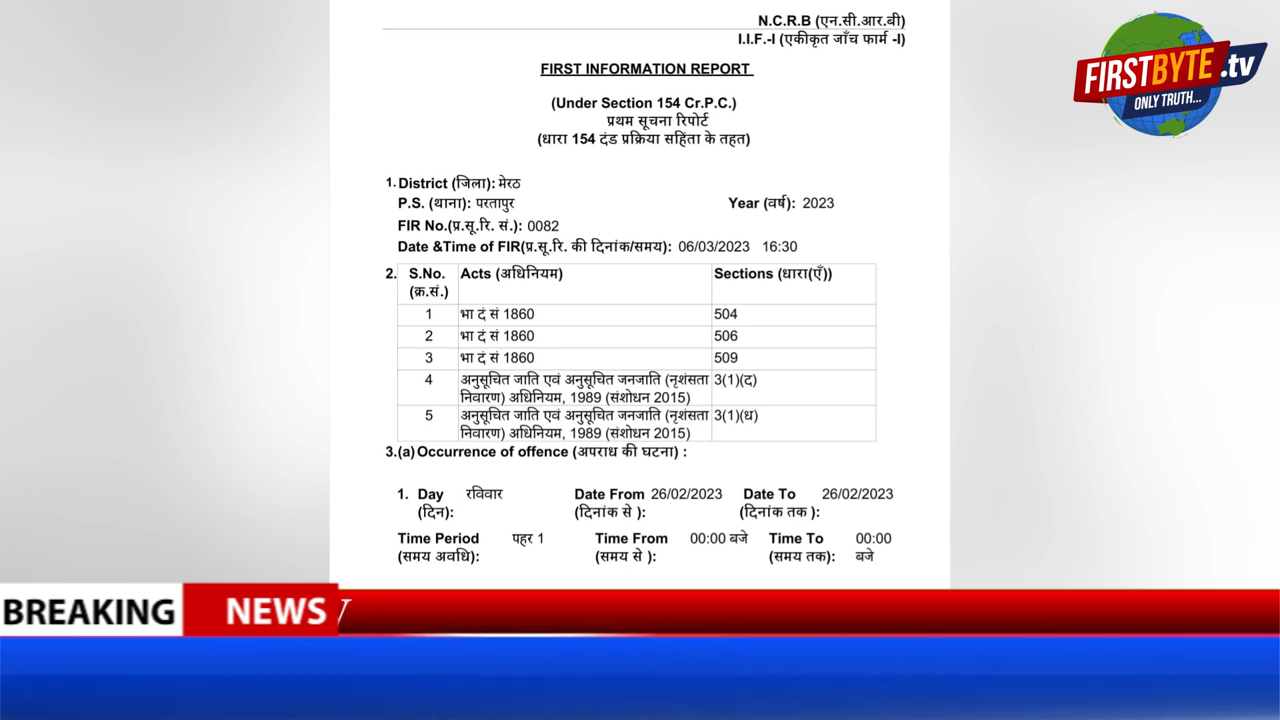 N.C.R.B (एन.सी.आर.बी)
I.I.F.-I (एकीकृत जाँच फार्म -I)
FIRSTBYTE.tv
ONLY TRUTH...
FIRST INFORMATION REPORT
(Under Section 154 Cr.P.C.)
प्रथम सूचना रिपोर्ट
(धारा 154 दंड प्रक्रिया सहिंता के तहत)
1. District (जिला): मेरठ
P.S. (थाना): परतापुर Year (वर्ष): 2023
FIR No.(प्र.सू.रि. सं.): 0082
Date &Time of FIR(प्र.सू.रि. की दिनांक/समय): 06/03/2023 16:30
2. S.No. Acts (अधिनियम) Sections (धारा(एँ))
(क्र.सं.)
1 भा दं सं 1860 504
2 भा दं सं 1860 506
3 भा दं सं 1860 509
4 अनुसूचित जाति एवं अनुसूचित जनजाति (नृशंसता 3(1)(द)
निवारण) अधिनियम, 1989 (संशोधन 2015)
5 अनुसूचित जाति एवं अनुसूचित जनजाति (नृशंसता 3(1)(ध)
निवारण) अधिनियम, 1989 (संशोधन 2015)
3.(a) Occurrence of offence (अपराध की घटना) :
1. Day रविवार Date From 26/02/2023 Date To 26/02/2023
(दिन): (दिनांक से ): (दिनांक तक ):
Time Period पहर 1 Time From 00:00 बजे Time To 00:00
(समय अवधि): (समय से ): (समय तक): बजे
BREAKING NEWS